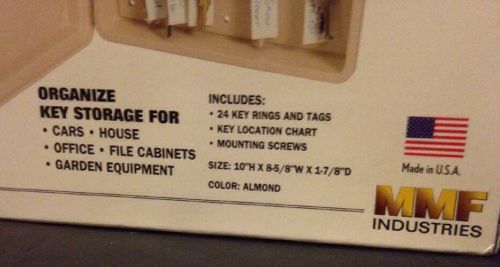 ORGANIZE
KEY STORAGE FOR
• CARS • HOUSE
• OFFICE • FILE CABINETS
• GARDEN EQUIPMENT
INCLUDES:
• 24 KEY RINGS AND TAGS
• KEY LOCATION CHART
• MOUNTING SCREWS
SIZE: 10"H X 8-5/8"W X 1-7/8"D
COLOR: ALMOND
Made in U.S.A.
MMF
INDUSTRIES